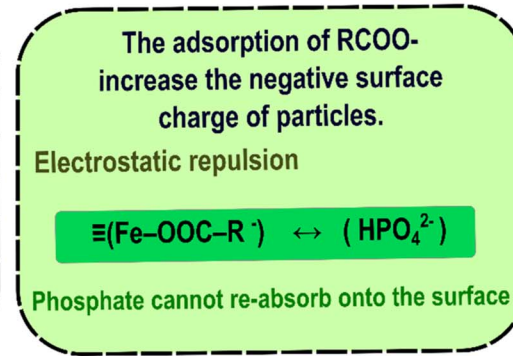 The adsorption of RCOO-
increase the negative surface
charge of particles.
Electrostatic repulsion
≡(Fe–OOC–R ⁻) ↔ ( HPO₄²⁻ )
Phosphate cannot re-absorb onto the surface